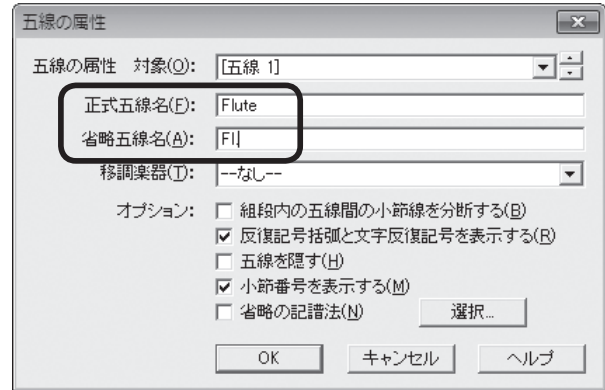 五線の属性
五線の属性 対象(O): [五線 1]
正式五線名(F): Flute
省略五線名(A): Fl.
移調楽器(T): --なし--
オプション: 組段内の五線間の小節線を分断する(B)
反復記号括弧と文字反復記号を表示する(R)
五線を隠す(H)
小節番号を表示する(M)
省略の記譜法(N) 選択...
OK キャンセル ヘルプ